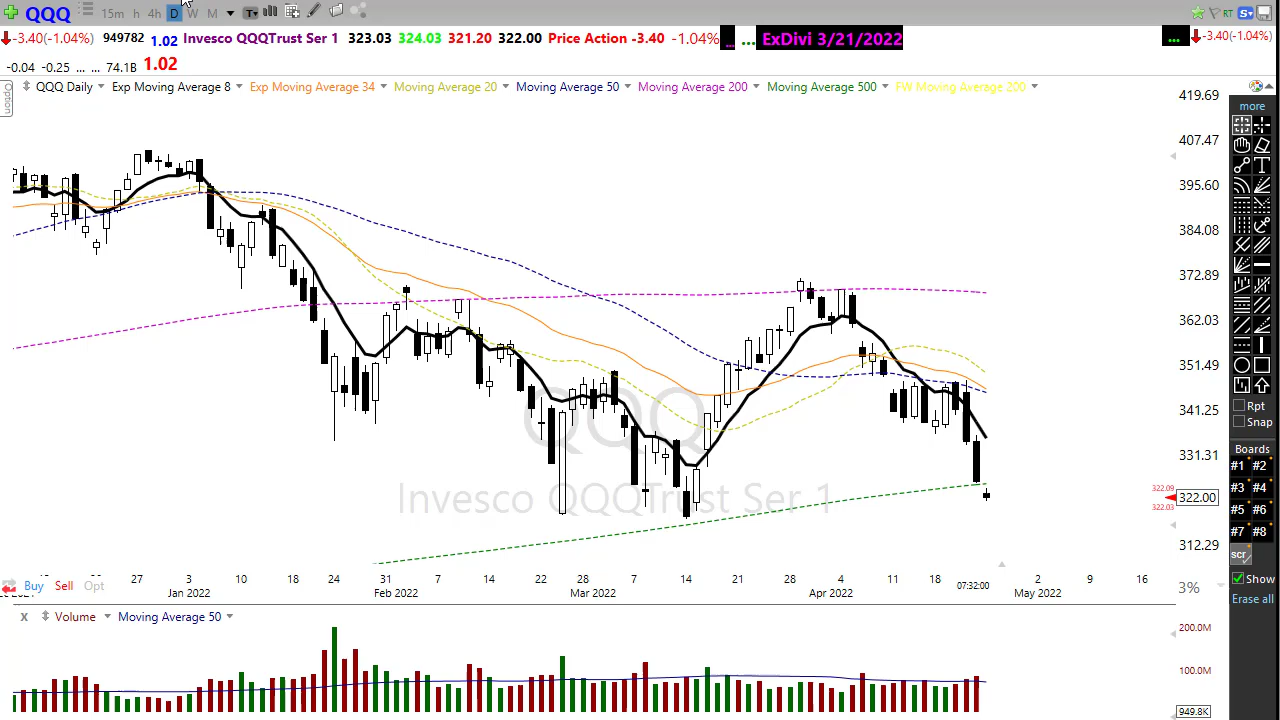 QQQ 15m h 4h D W M T RT S
-3.40(-1.04%) 949782 1.02 Invesco QQQTrust Ser 1 323.03 324.03 321.20 322.00 Price Action -3.40 -1.04% ... ... ExDivi 3/21/2022 ... -3.40(-1.04%)
-0.04 -0.25 ... ... 74.1B 1.02
Option
QQQ Daily Exp Moving Average 8 Exp Moving Average 34 Moving Average 20 Moving Average 50 Moving Average 200 Moving Average 500 FW Moving Average 200
419.69
407.47
395.60
384.08
372.89
362.03
351.49
341.25
331.31
322.09
322.00
322.03
312.29
QQQ
Invesco QQQTrust Ser 1
more
T
Rpt
Snap
Boards
#1 #2
#3 #4
#5 #6
#7 #8
scr
Show
Erase all
27 3 10 18 24 31 7 14 22 28 7 14 21 28 4 11 18 07:32:00 2 9 16
Jan 2022 Feb 2022 Mar 2022 Apr 2022 May 2022
Buy Sell Opt
3%
X Volume Moving Average 50
200.0M
100.0M
949.8K